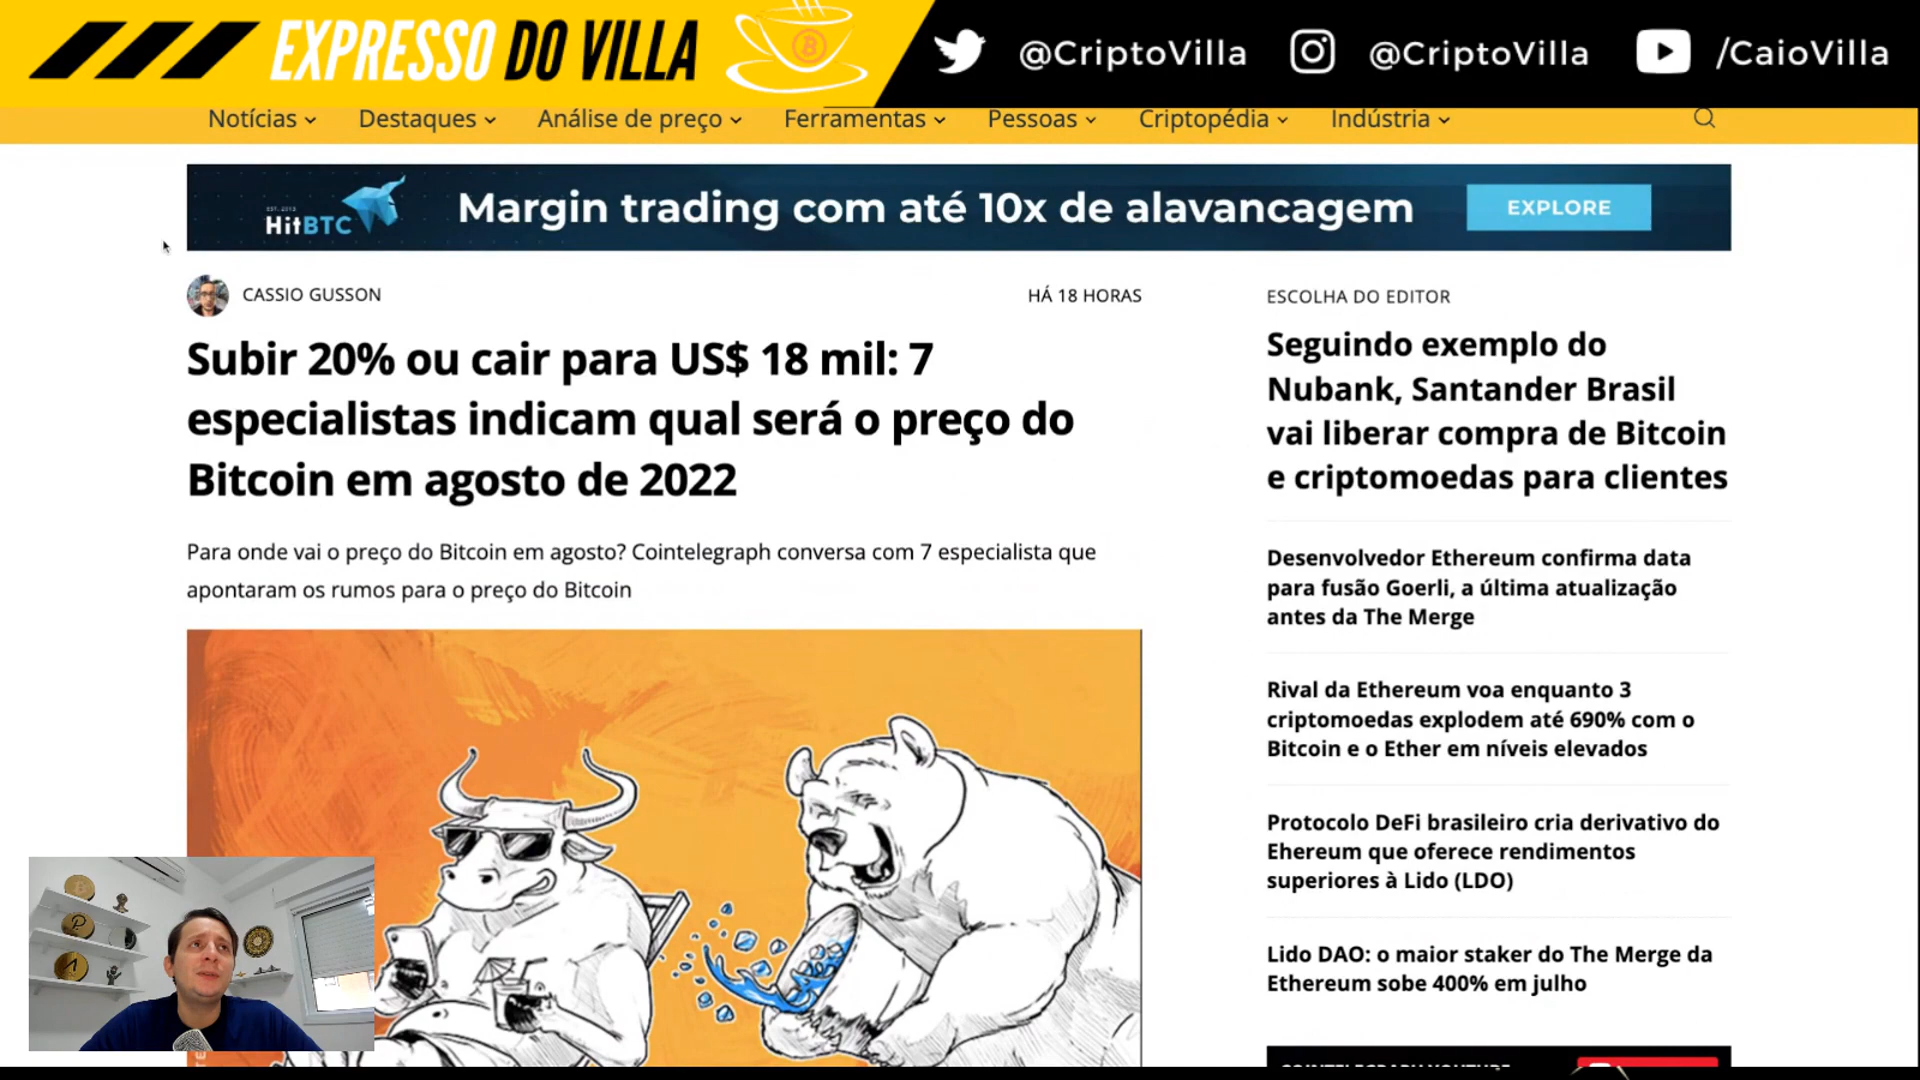 EXPRESSO DO VILLA
@CriptoVilla
@CriptoVilla
/CaioVilla
Notícias
Destaques
Análise de preço
Ferramentas
Pessoas
Criptopédia
Indústria
EST. 2013
HitBTC
Margin trading com até 10x de alavancagem
EXPLORE
CASSIO GUSSON
HÁ 18 HORAS
Subir 20% ou cair para US$ 18 mil: 7
especialistas indicam qual será o preço do
Bitcoin em agosto de 2022
Para onde vai o preço do Bitcoin em agosto? Cointelegraph conversa com 7 especialista que
apontaram os rumos para o preço do Bitcoin
ESCOLHA DO EDITOR
Seguindo exemplo do
Nubank, Santander Brasil
vai liberar compra de Bitcoin
e criptomoedas para clientes
Desenvolvedor Ethereum confirma data
para fusão Goerli, a última atualização
antes da The Merge
Rival da Ethereum voa enquanto 3
criptomoedas explodem até 690% com o
Bitcoin e o Ether em níveis elevados
Protocolo DeFi brasileiro cria derivativo do
Ehereum que oferece rendimentos
superiores à Lido (LDO)
Lido DAO: o maior staker do The Merge da
Ethereum sobe 400% em julho
COINTELEGRAPH YOUTUBE